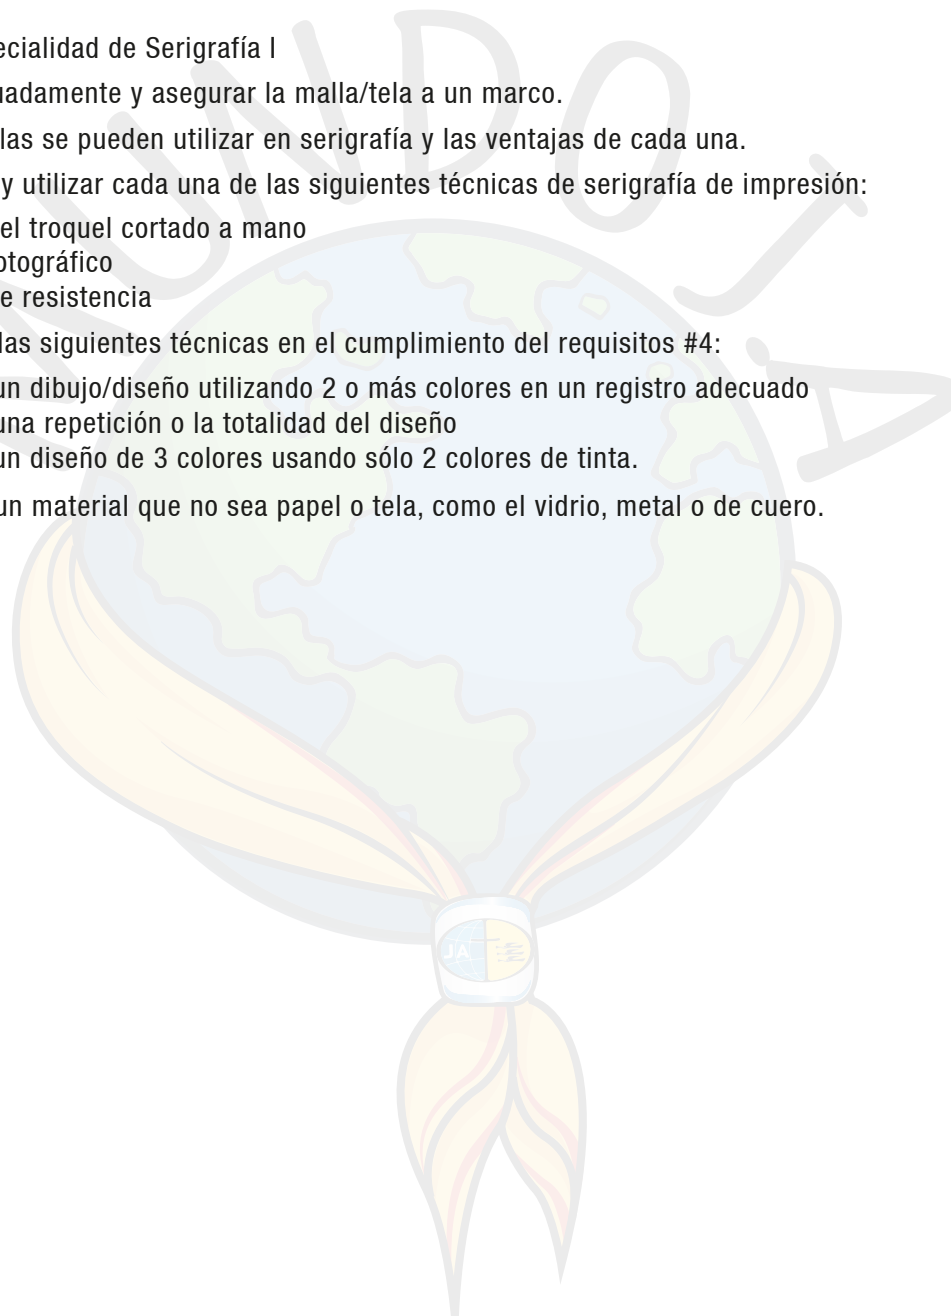 ecialidad de Serigrafía I
uadamente y asegurar la malla/tela a un marco.
las se pueden utilizar en serigrafía y las ventajas de cada una.
y utilizar cada una de las siguientes técnicas de serigrafía de impresión:
el troquel cortado a mano
otográfico
e resistencia
las siguientes técnicas en el cumplimiento del requisitos #4:
un dibujo/diseño utilizando 2 o más colores en un registro adecuado
una repetición o la totalidad del diseño
un diseño de 3 colores usando sólo 2 colores de tinta.
un material que no sea papel o tela, como el vidrio, metal o de cuero.
MUNDO JA
JA